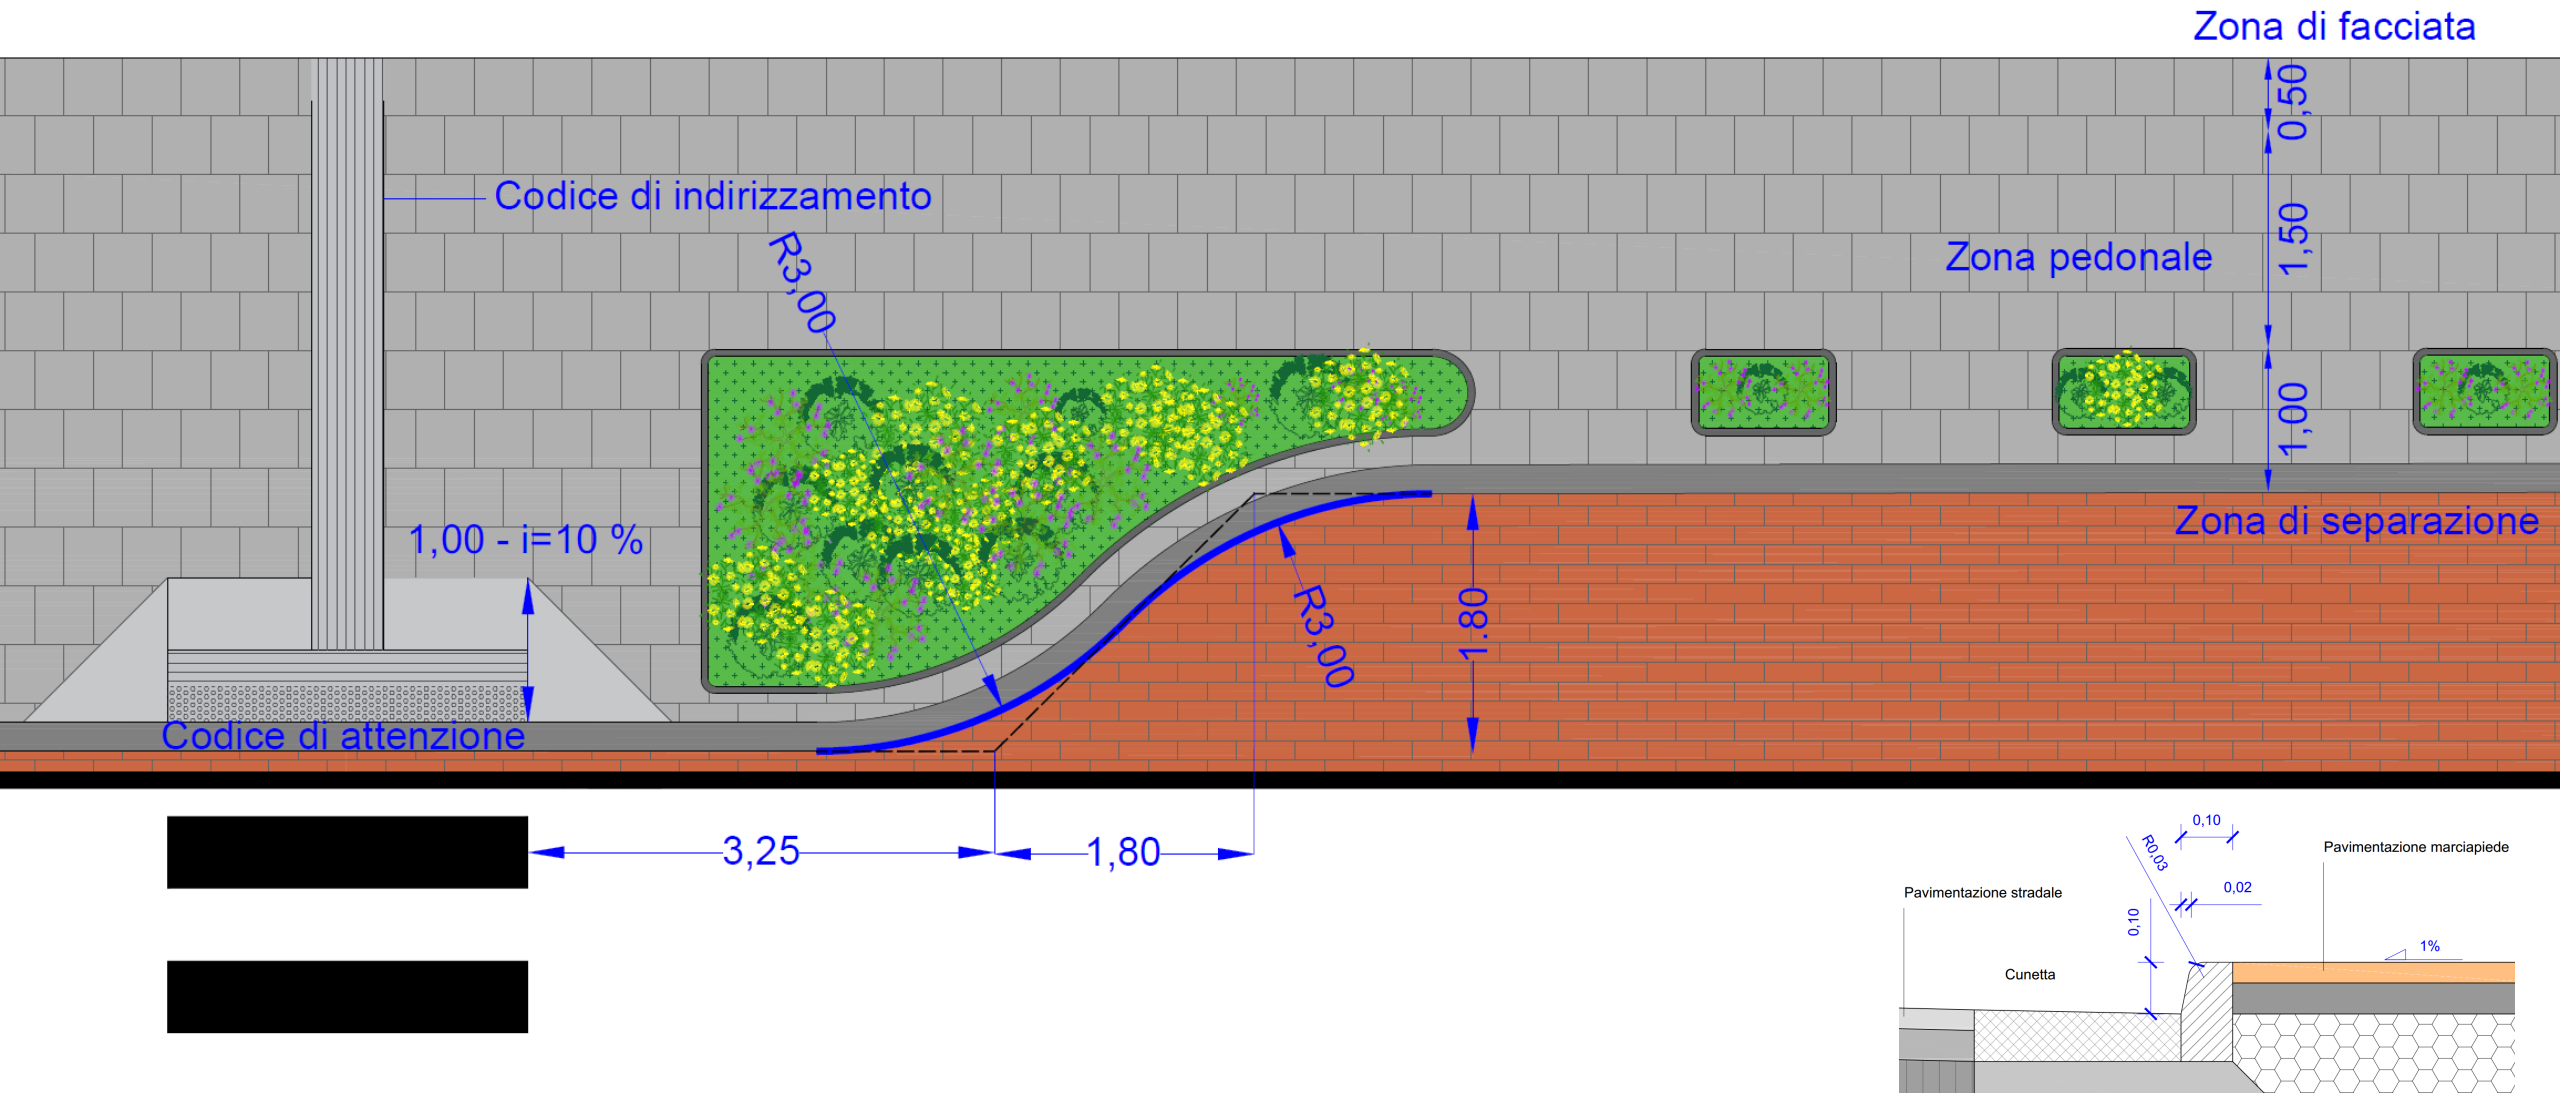 Zona di facciata
0,50
Codice di indirizzamento
1,50
R3,00
Zona pedonale
1,00
1,00 - i=10 %
Zona di separazione
R3,00
1.80
Codice di attenzione
3,25
1,80
0,10
R0,03
Pavimentazione marciapiede
Pavimentazione stradale
0,02
0,10
1%
Cunetta